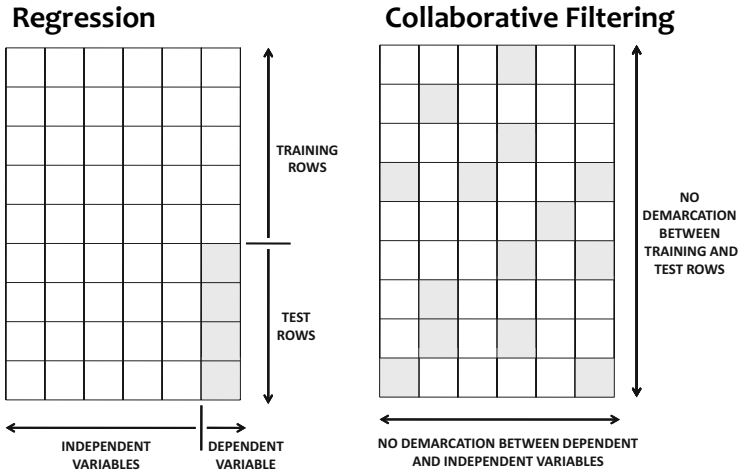 Regression
TRAINING
ROWS
TEST
ROWS
INDEPENDENT
VARIABLES
DEPENDENT
VARIABLE
Collaborative Filtering
NO
DEMARCATION
BETWEEN
TRAINING AND
TEST ROWS
NO DEMARCATION BETWEEN DEPENDENT
AND INDEPENDENT VARIABLES